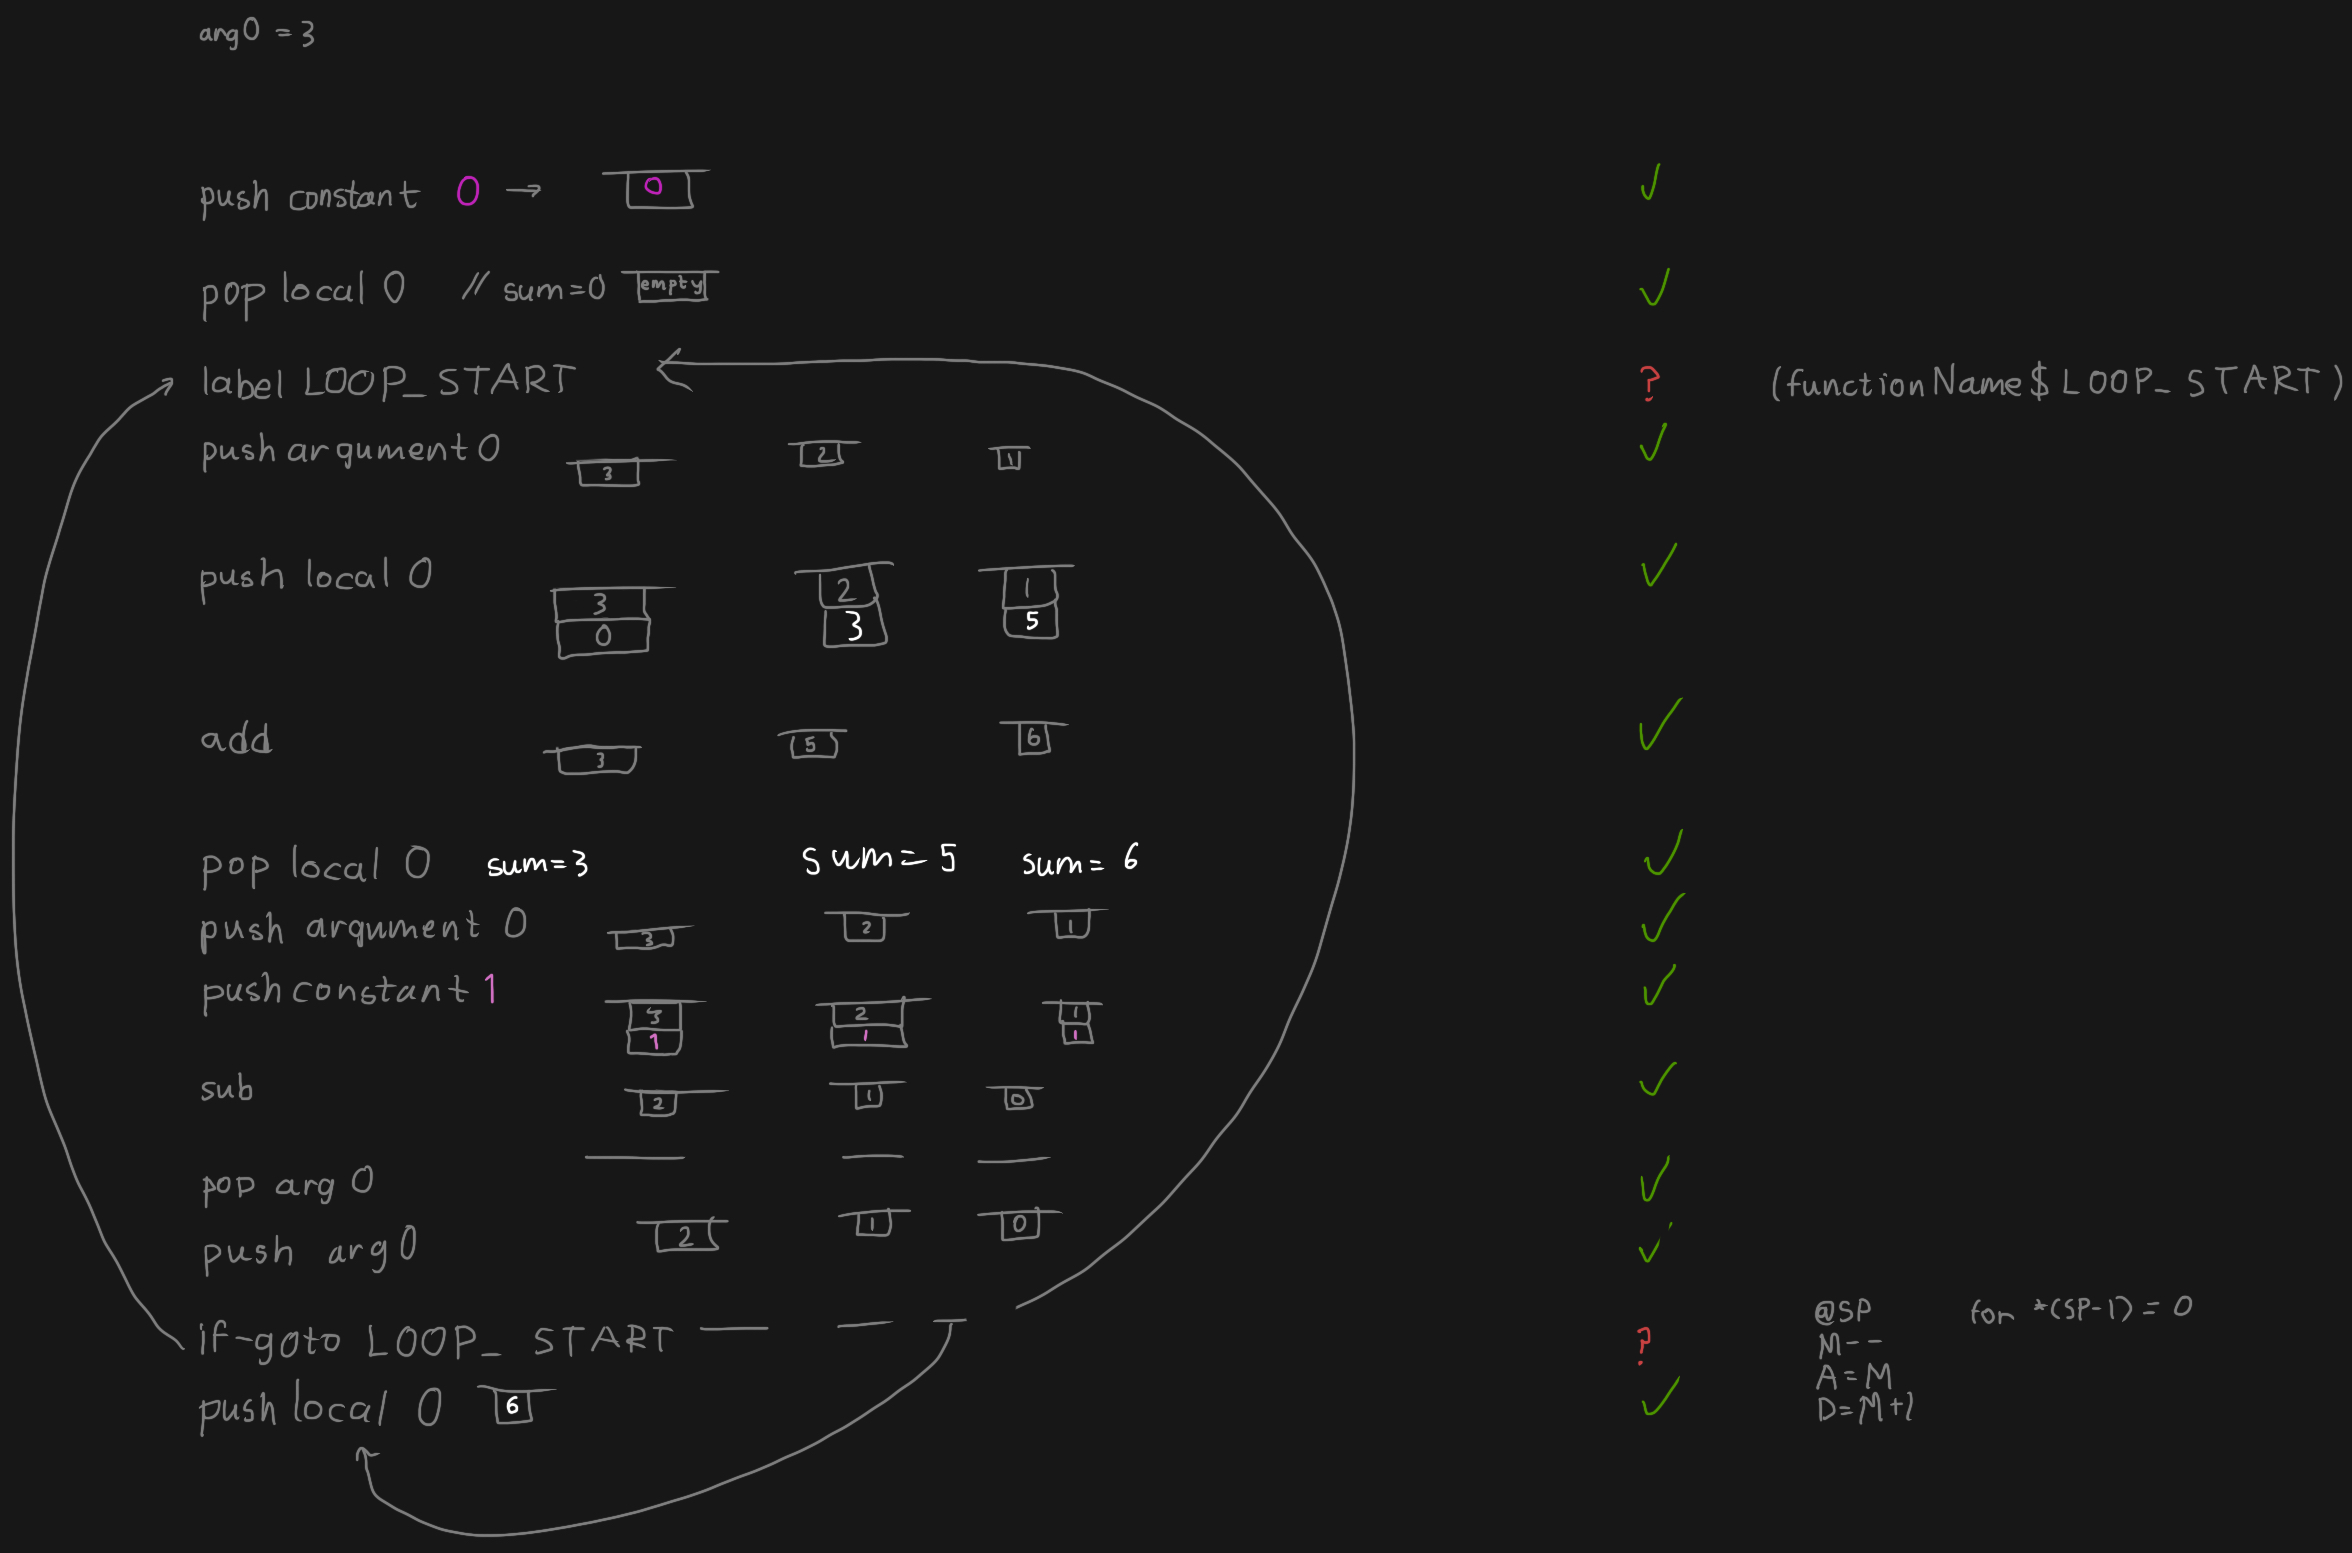 arg0 = 3
push constant 0 → 0 ✓
pop local 0 // sum=0 empty ✓
label LOOP_START ? (functionName$LOOP_START)
push argument 0 3 2 1 ✓
push local 0 3 0 2 3 1 5 ✓
add 3 5 6 ✓
pop local 0 sum=3 sum=5 sum=6 ✓
push argument 0 3 2 1 ✓
push constant 1 3 1 2 1 1 1 ✓
sub 2 1 0 ✓
pop arg 0 ✓
push arg 0 2 1 0 ✓
if-goto LOOP_START ?
push local 0 6 ✓
@SP for *(SP-1) = 0
M--
A=M
D=M+1